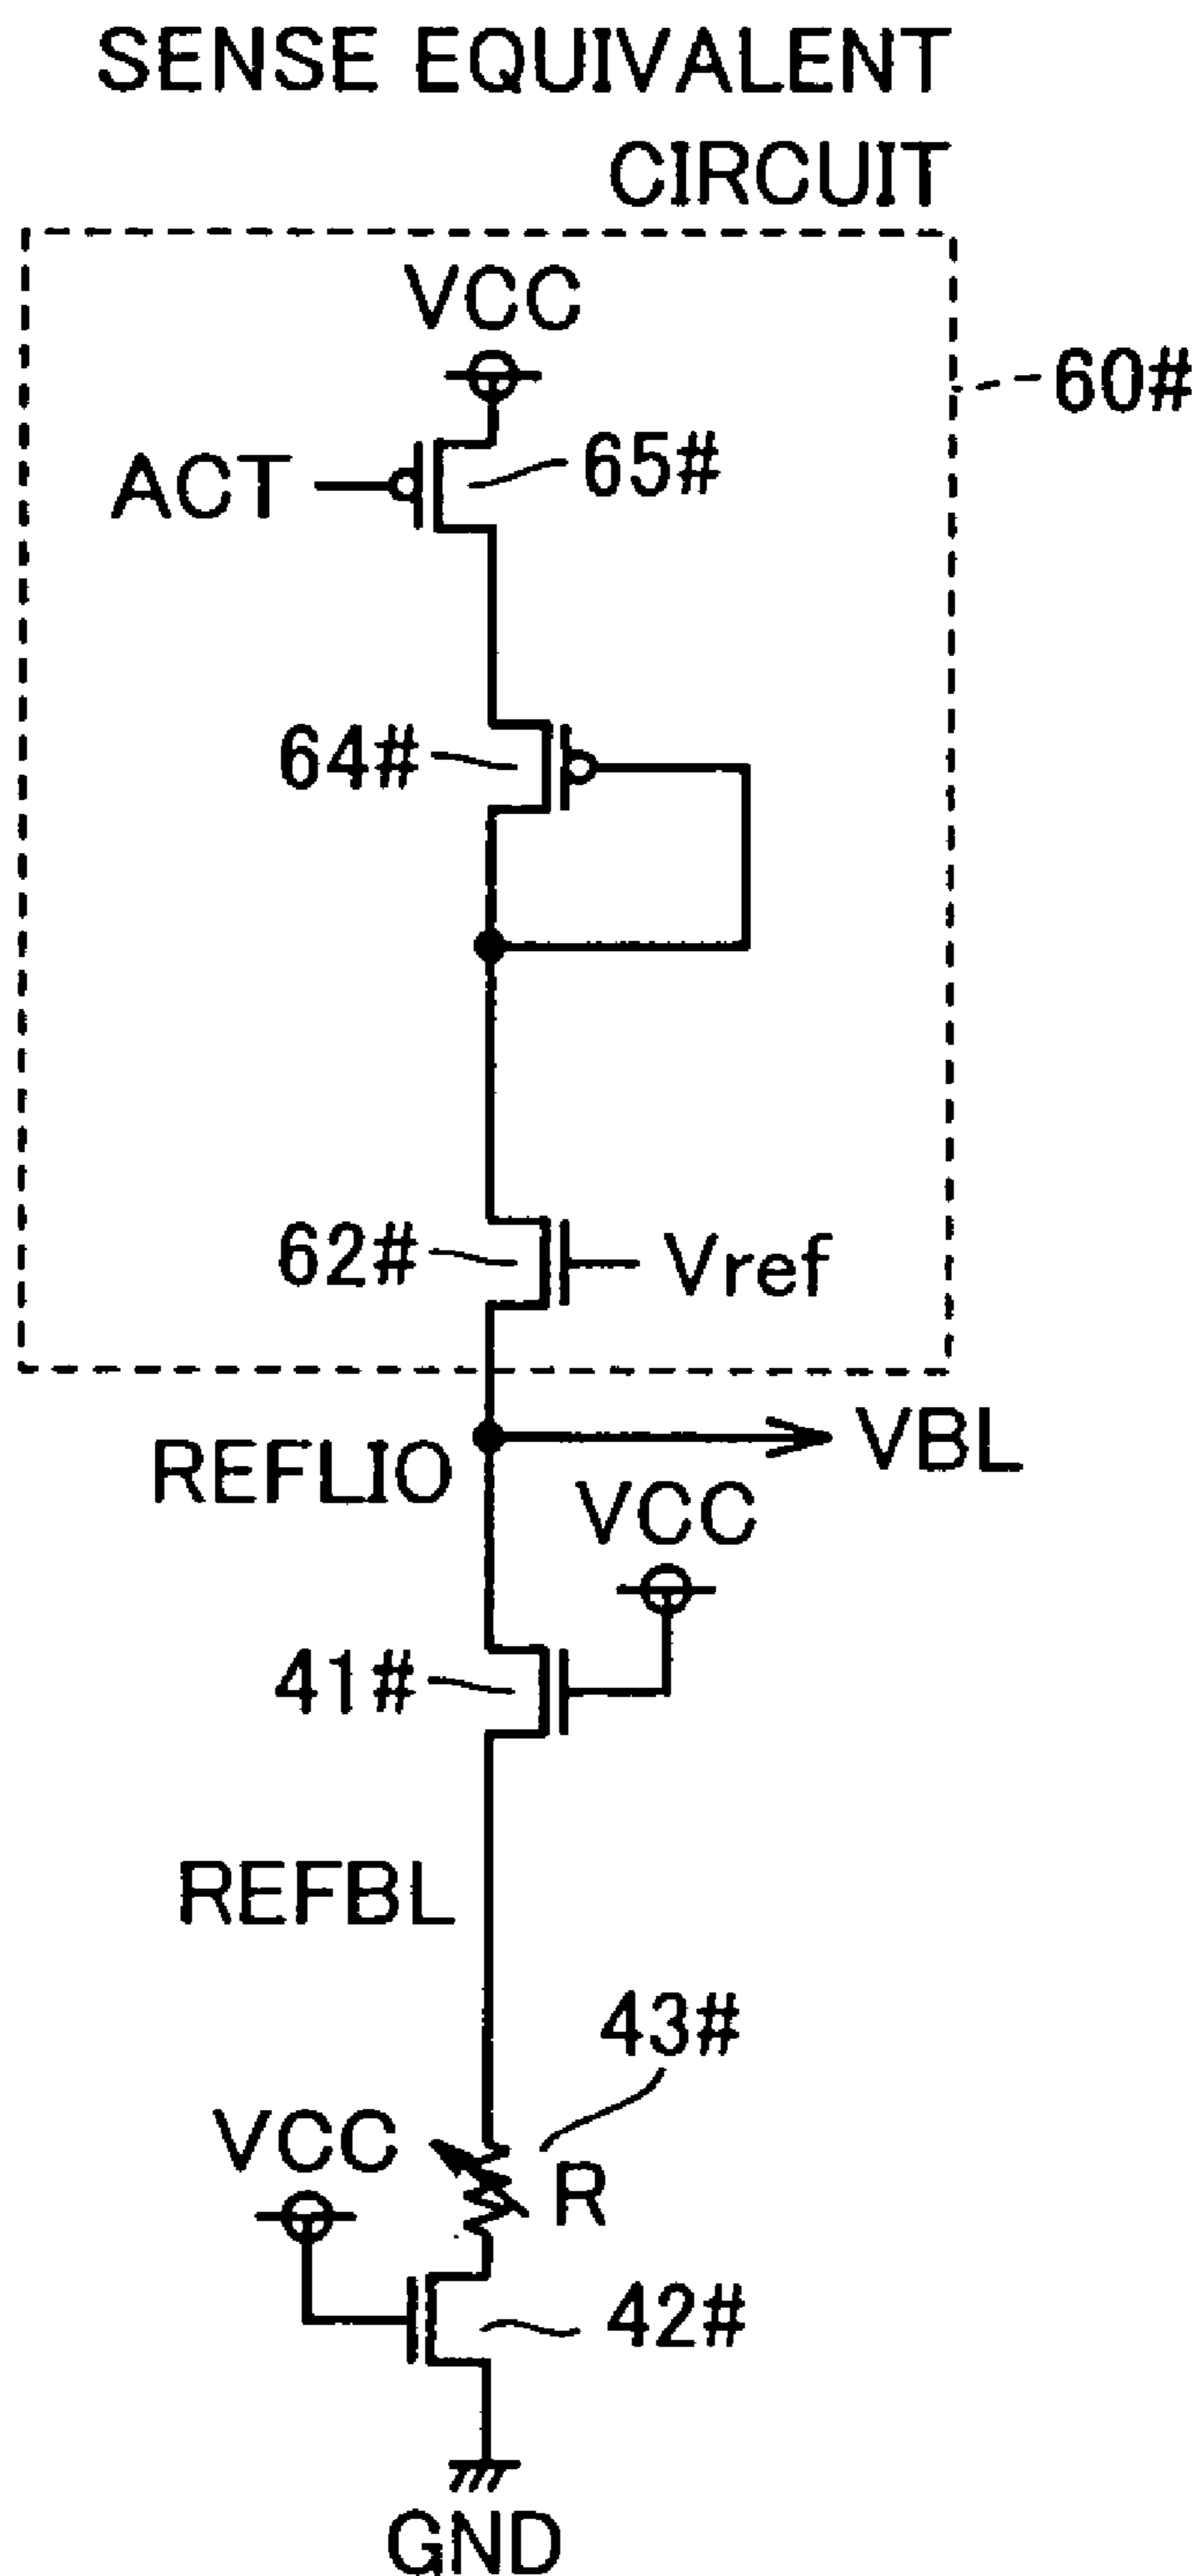 SENSE EQUIVALENT
CIRCUIT
VCC
60#
ACT
65#
64#
62#
Vref
VBL
REFLIO
VCC
41#
REFBL
43#
VCC
R
42#
GND